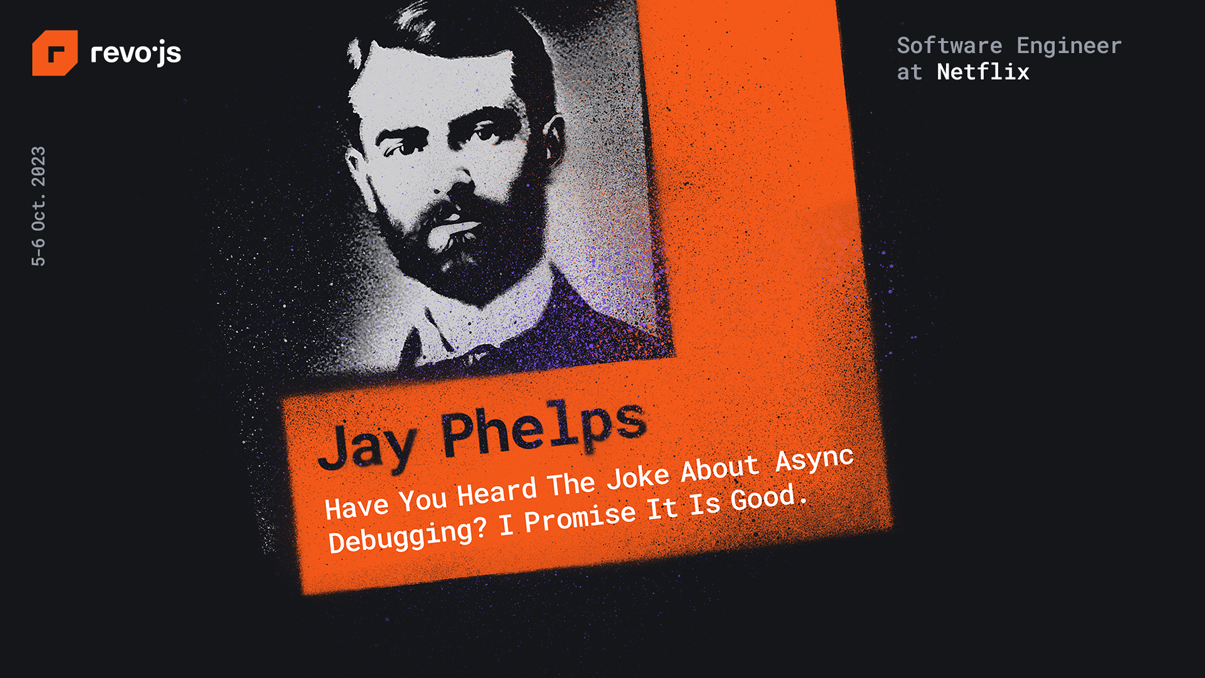 revo·js
Software Engineer
at Netflix
5–6 Oct. 2023
Jay Phelps
Have You Heard The Joke About Async
Debugging? I Promise It Is Good.